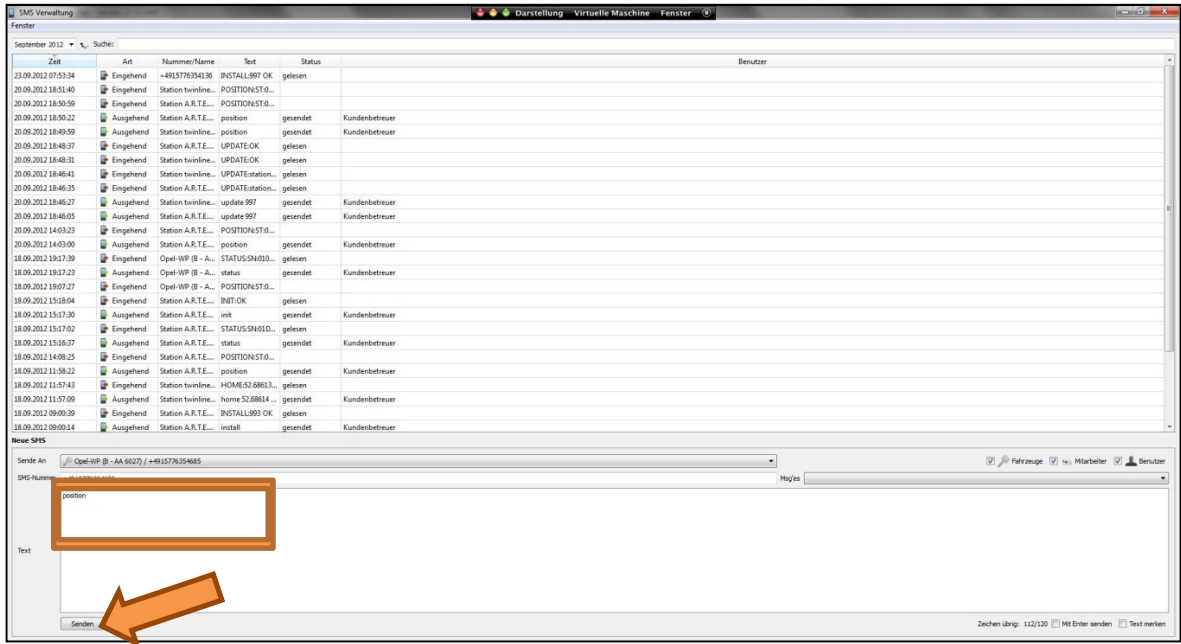 SMS Verwaltung
Darstellung Virtuelle Maschine Fenster
Fenster
September 2012 Suche:
Zeit Art Nummer/Name Text Status Benutzer
23.09.2012 07:53:34 Eingehend +4915776354136 INSTALL:997 OK gelesen
20.09.2012 18:51:40 Eingehend Station twinline... POSITION:ST:0...
20.09.2012 18:50:59 Eingehend Station A.R.T.E.... POSITION:ST:0...
20.09.2012 18:50:22 Ausgehend Station A.R.T.E.... position gesendet Kundenbetreuer
20.09.2012 18:49:59 Ausgehend Station twinline... position gesendet Kundenbetreuer
20.09.2012 18:48:37 Eingehend Station A.R.T.E.... UPDATE:OK gelesen
20.09.2012 18:48:31 Eingehend Station twinline... UPDATE:OK gelesen
20.09.2012 18:46:41 Eingehend Station twinline... UPDATE:station... gelesen
20.09.2012 18:46:35 Eingehend Station A.R.T.E.... UPDATE:station... gelesen
20.09.2012 18:46:27 Ausgehend Station twinline... update 997 gesendet Kundenbetreuer
20.09.2012 18:46:05 Ausgehend Station A.R.T.E.... update 997 gesendet Kundenbetreuer
20.09.2012 14:03:23 Eingehend Station A.R.T.E.... POSITION:ST:0...
20.09.2012 14:03:00 Ausgehend Station A.R.T.E.... position gesendet Kundenbetreuer
18.09.2012 19:17:39 Eingehend Opel-WP (B - A... STATUS:SN:010... gelesen
18.09.2012 19:17:23 Ausgehend Opel-WP (B - A... status gesendet Kundenbetreuer
18.09.2012 19:07:27 Eingehend Opel-WP (B - A... POSITION:ST:0...
18.09.2012 15:18:04 Eingehend Station A.R.T.E.... INIT:OK gelesen
18.09.2012 15:17:30 Ausgehend Station A.R.T.E.... init gesendet Kundenbetreuer
18.09.2012 15:17:02 Eingehend Station A.R.T.E.... STATUS:SN:01D... gelesen
18.09.2012 15:16:37 Ausgehend Station A.R.T.E.... status gesendet Kundenbetreuer
18.09.2012 14:08:25 Eingehend Station A.R.T.E.... POSITION:ST:0...
18.09.2012 11:58:22 Ausgehend Station A.R.T.E.... position gesendet Kundenbetreuer
18.09.2012 11:57:43 Eingehend Station twinline... HOME:52.68613... gelesen
18.09.2012 11:57:09 Ausgehend Station twinline... home 52.68614 ... gesendet Kundenbetreuer
18.09.2012 09:00:39 Eingehend Station A.R.T.E.... INSTALL:993 OK gelesen
18.09.2012 09:00:14 Ausgehend Station A.R.T.E.... install gesendet Kundenbetreuer
Neue SMS
Sende An Opel-WP (B - AA 6027) / +4915776354685 Fahrzeuge Mitarbeiter Benutzer
SMS-Nummer Msg'es
position
Text
Senden Zeichen übrig: 112/120 Mit Enter senden Text merken